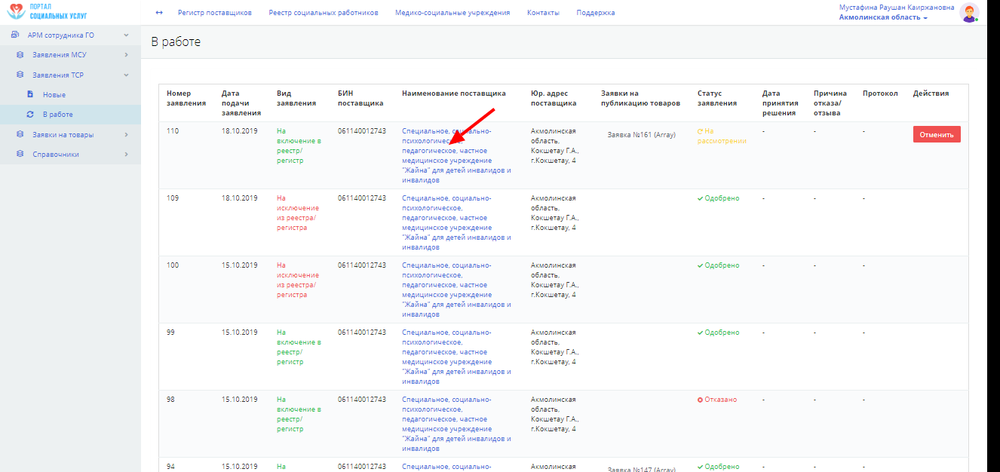 ПОРТАЛ
СОЦИАЛЬНЫХ УСЛУГ
Регистр поставщиков
Реестр социальных работников
Медико-социальные учреждения
Контакты
Поддержка
Мустафина Раушан Каиржановна
Акмолинская область
АРМ сотрудника ГО
Заявления МСУ
Заявления ТСР
Новые
В работе
Заявки на товары
Справочники
В работе
Номер
заявления
Дата
подачи
заявления
Вид
заявления
БИН
поставщика
Наименование поставщика
Юр. адрес
поставщика
Заявки на
публикацию товаров
Статус
заявления
Дата
принятия
решения
Причина
отказа/
отзыва
Протокол
Действия
110
18.10.2019
На
включение в
реестр/
регистр
061140012743
Специальное, социально-
психологическое,
педагогическое, частное
медицинское учреждение
"Жайна" для детей инвалидов и
инвалидов
Акмолинская
область,
Кокшетау Г.А.,
г.Кокшетау, 4
Заявка №161 (Array)
На
рассмотрении
-
-
-
Отменить
109
18.10.2019
На
исключение
из реестра/
регистра
061140012743
Специальное, социально-
психологическое,
педагогическое, частное
медицинское учреждение
"Жайна" для детей инвалидов и
инвалидов
Акмолинская
область,
Кокшетау Г.А.,
г.Кокшетау, 4
Одобрено
-
-
-
100
15.10.2019
На
исключение
из реестра/
регистра
061140012743
Специальное, социально-
психологическое,
педагогическое, частное
медицинское учреждение
"Жайна" для детей инвалидов и
инвалидов
Акмолинская
область,
Кокшетау Г.А.,
г.Кокшетау, 4
Одобрено
-
-
-
99
15.10.2019
На
включение в
реестр/
регистр
061140012743
Специальное, социально-
психологическое,
педагогическое, частное
медицинское учреждение
"Жайна" для детей инвалидов и
инвалидов
Акмолинская
область,
Кокшетау Г.А.,
г.Кокшетау, 4
Одобрено
-
-
-
98
15.10.2019
На
включение в
реестр/
регистр
061140012743
Специальное, социально-
психологическое,
педагогическое, частное
медицинское учреждение
"Жайна" для детей инвалидов и
инвалидов
Акмолинская
область,
Кокшетау Г.А.,
г.Кокшетау, 4
Отказано
-
-
-
94
15.10.2019
На
061140012743
Специальное, социально-
Акмолинская
Заявка №147 (Array)
Одобрено
-
-
-